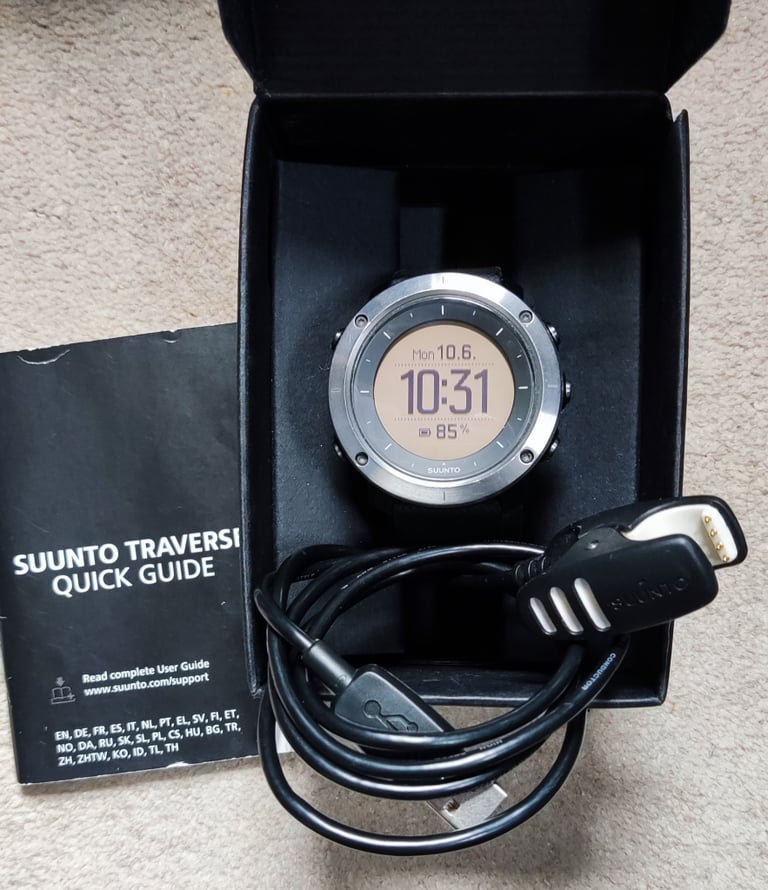 Mon 10.6.
10:31
85%
SUUNTO
SUUNTO TRAVERSE
QUICK GUIDE
Read complete User Guide
www.suunto.com/support
EN, DE, FR, ES, IT, NL, PT, EL, SV, FI, ET,
NO, DA, RU, SK, SL, PL, CS, HU, BG, TR,
ZH, ZHTW, KO, ID, TL, TH
SUUNTO
CONDUCTOR